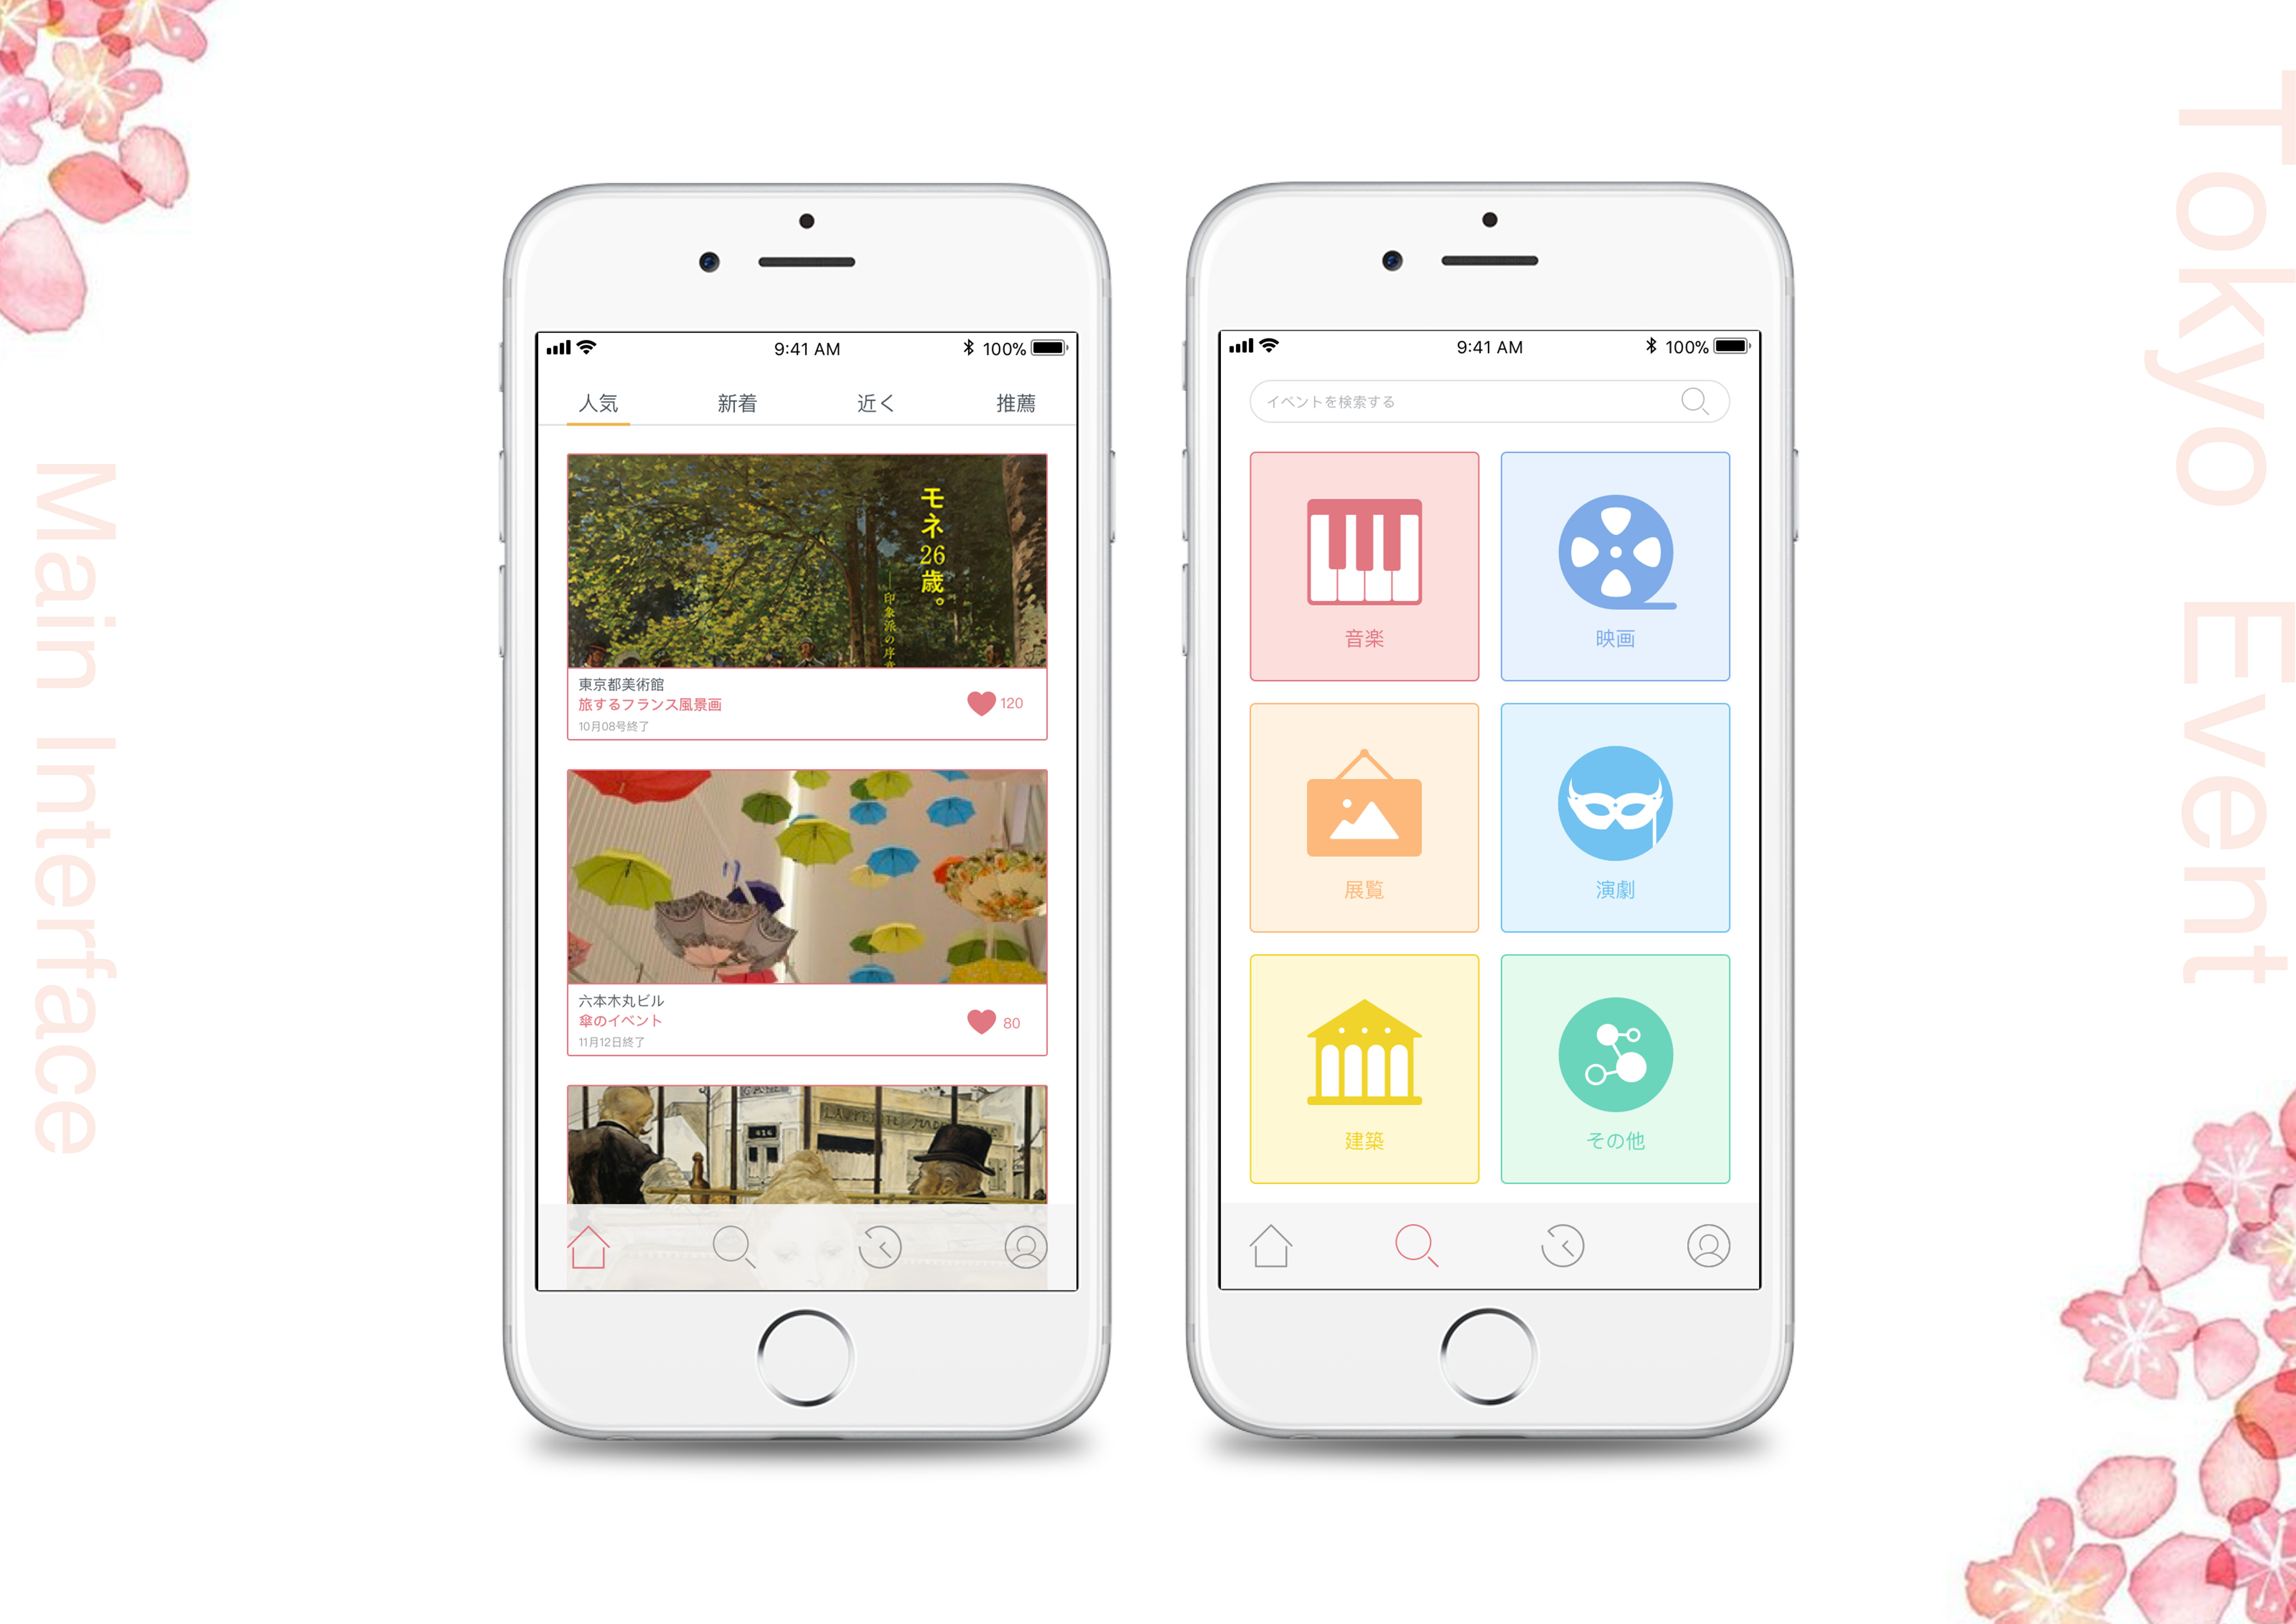 Main Interface
Tokyo Event
9:41 AM
100%
人気
新着
近く
推薦
モネ26歳。
印象派の序章
東京都美術館
旅するフランス風景画
10月08号終了
120
六本木丸ビル
傘のイベント
11月12日終了
80
9:41 AM
100%
イベントを検索する
音楽
映画
展覧
演劇
建築
その他